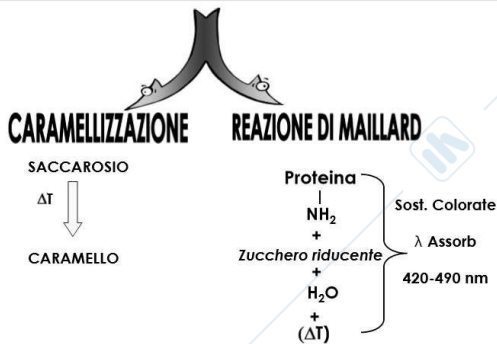 CARAMELLIZZAZIONE
REAZIONE DI MAILLARD
SACCAROSIO
ΔT
CARAMELLO
Proteina
NH₂
+
Zucchero riducente
+
H₂O
+
(ΔT)
Sost. Colorate
λ Assorb
420-490 nm